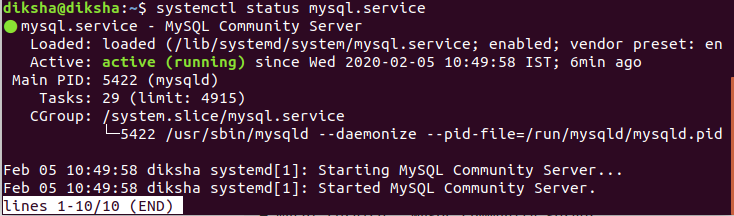 diksha@diksha:~$ systemctl status mysql.service
● mysql.service - MySQL Community Server
   Loaded: loaded (/lib/systemd/system/mysql.service; enabled; vendor preset: en
   Active: active (running) since Wed 2020-02-05 10:49:58 IST; 6min ago
 Main PID: 5422 (mysqld)
    Tasks: 29 (limit: 4915)
   CGroup: /system.slice/mysql.service
           └─5422 /usr/sbin/mysqld --daemonize --pid-file=/run/mysqld/mysqld.pid

Feb 05 10:49:58 diksha systemd[1]: Starting MySQL Community Server...
Feb 05 10:49:58 diksha systemd[1]: Started MySQL Community Server.
lines 1-10/10 (END)